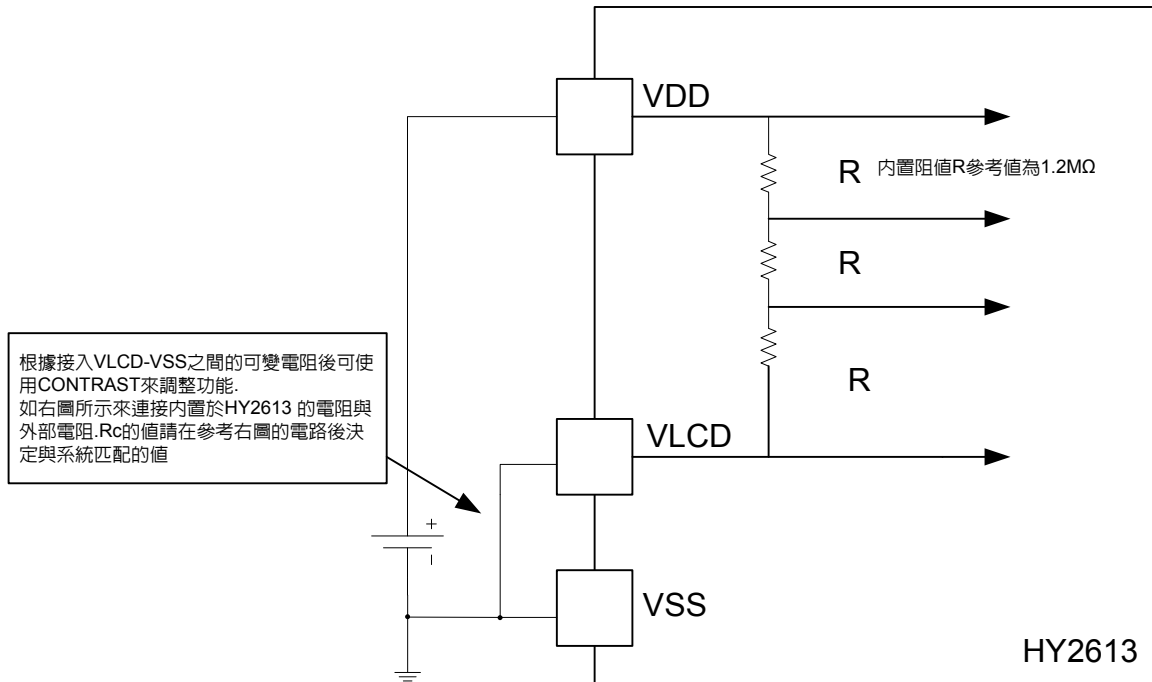 VDD
R 内置阻值R參考值為1.2MΩ
R
根據接入VLCD-VSS之間的可變電阻後可使
用CONTRAST來調整功能.
如右圖所示來連接内置於HY2613 的電阻與
外部電阻.Rc的值請在參考右圖的電路後決
定與系統匹配的值
R
VLCD
+
-
VSS
HY2613